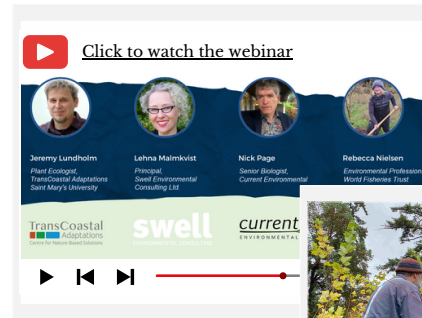 Click to watch the webinar
Jeremy Lundholm
Plant Ecologist,
TransCoastal Adaptations
Saint Mary's University
Lehna Malmkvist
Principal,
Swell Environmental
Consulting Ltd
Nick Page
Senior Biologist,
Current Environmental
Rebecca Nielsen
Environmental Profession
World Fisheries Trust
TransCoastal
Adaptations
Centre for Nature-Based Solutions
swell
ENVIRONMENTAL CONSULTING
current
ENVIRONMENTAL